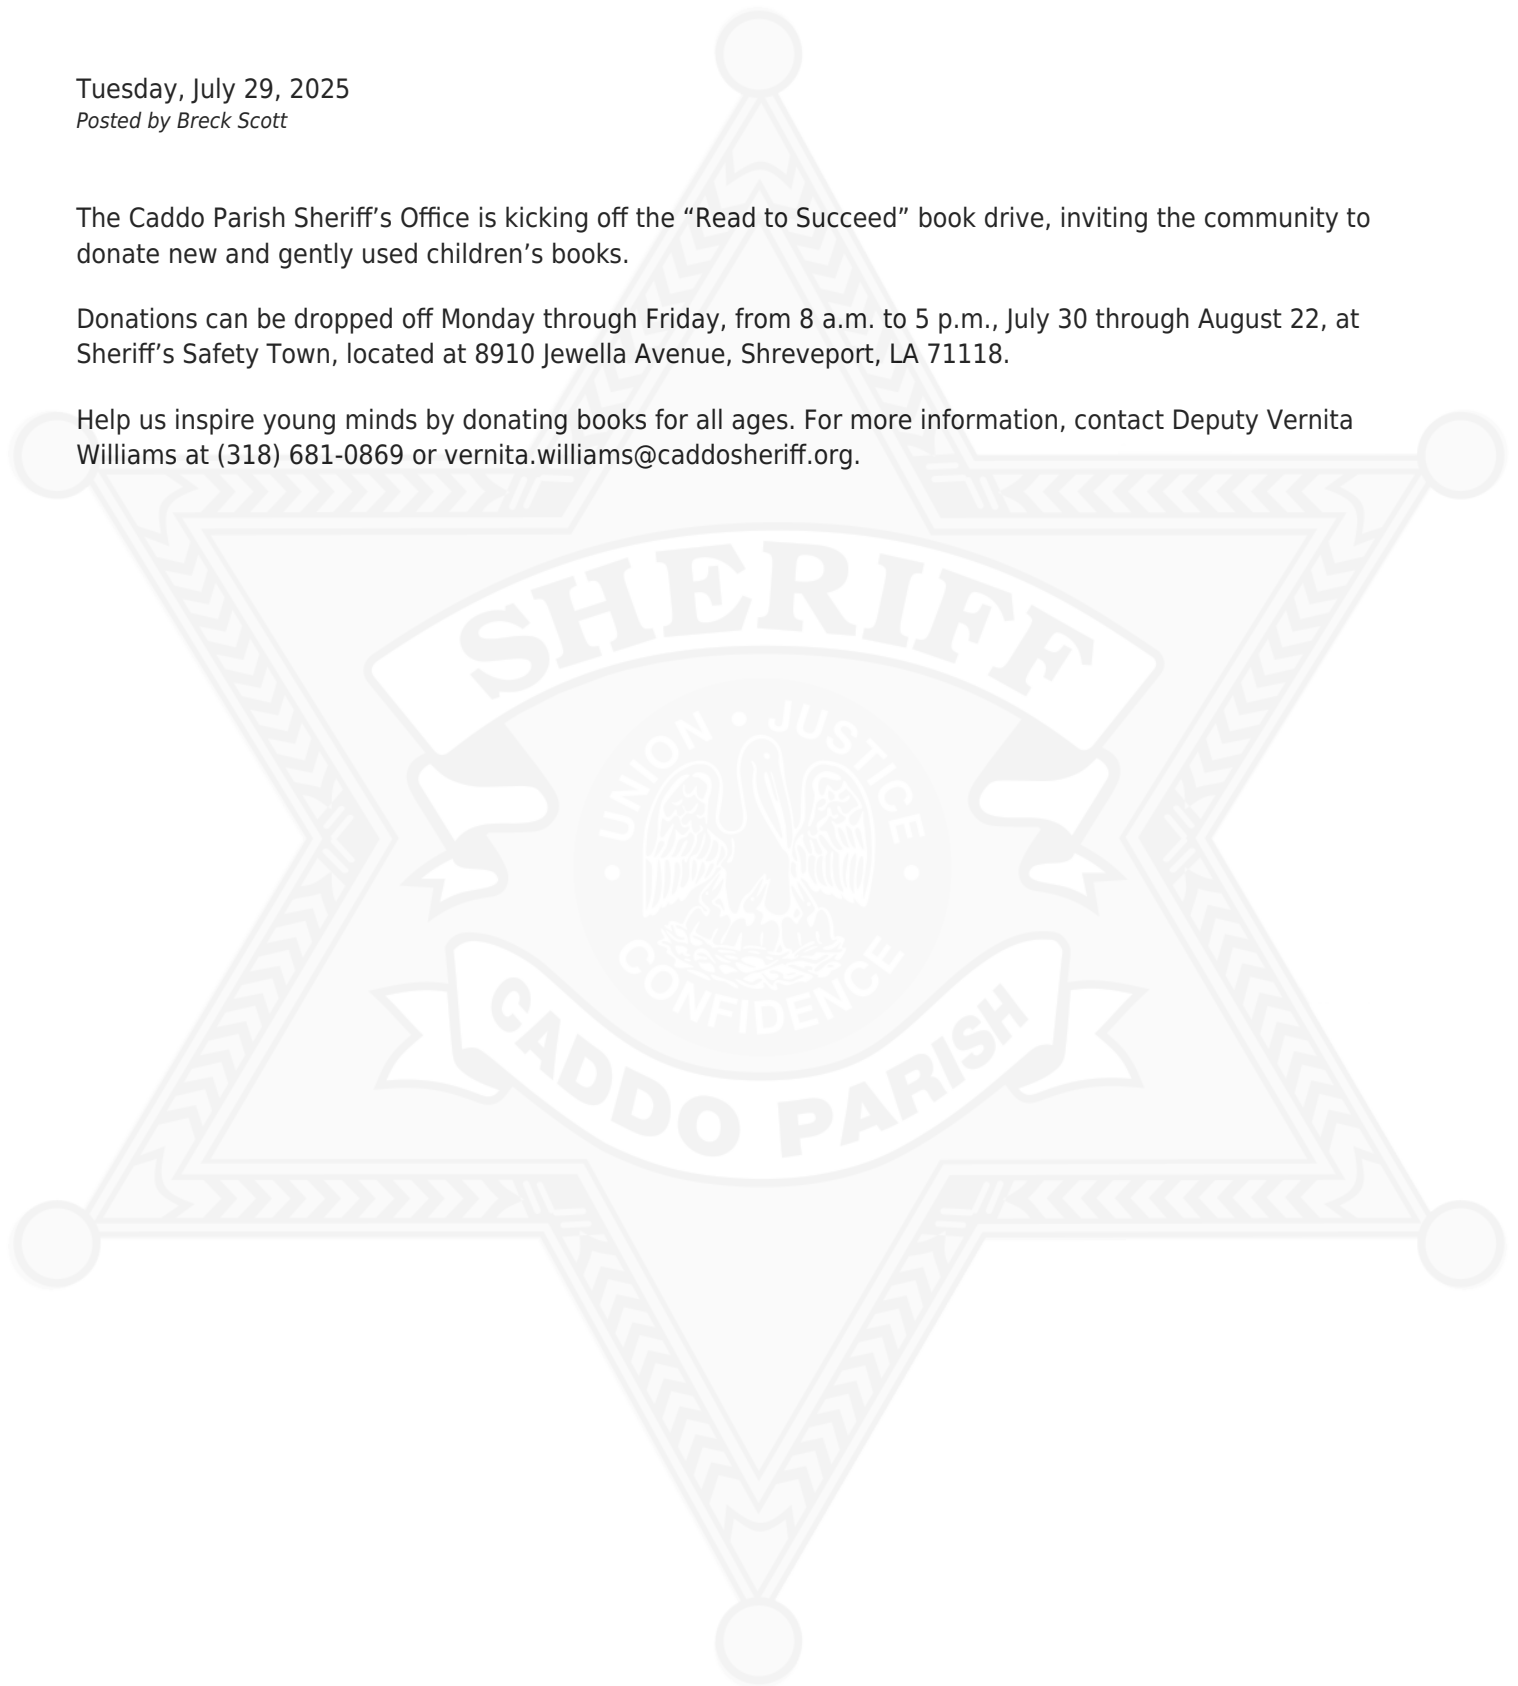 Tuesday, July 29, 2025
Posted by Breck Scott
The Caddo Parish Sheriff’s Office is kicking off the “Read to Succeed” book drive, inviting the community to
donate new and gently used children’s books.
Donations can be dropped off Monday through Friday, from 8 a.m. to 5 p.m., July 30 through August 22, at
Sheriff’s Safety Town, located at 8910 Jewella Avenue, Shreveport, LA 71118.
Help us inspire young minds by donating books for all ages. For more information, contact Deputy Vernita
Williams at (318) 681-0869 or vernita.williams@caddosheriff.org.
SHERIFF
UNION • JUSTICE
• CONFIDENCE •
CADDO PARISH